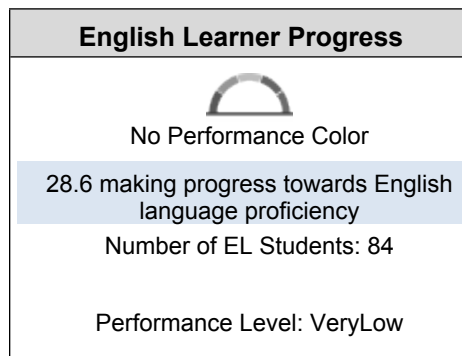 English Learner Progress
No Performance Color
28.6 making progress towards English
language proficiency
Number of EL Students: 84
Performance Level: VeryLow